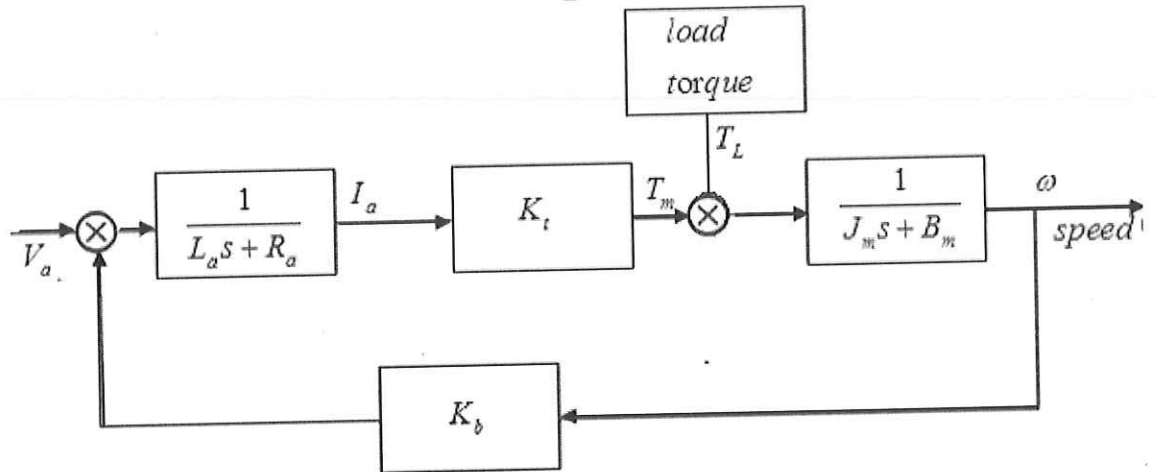 load
torque
T_L
V_a
1
L_a s + R_a
I_a
K_t
T_m
1
J_m s + B_m
ω
speed
K_b